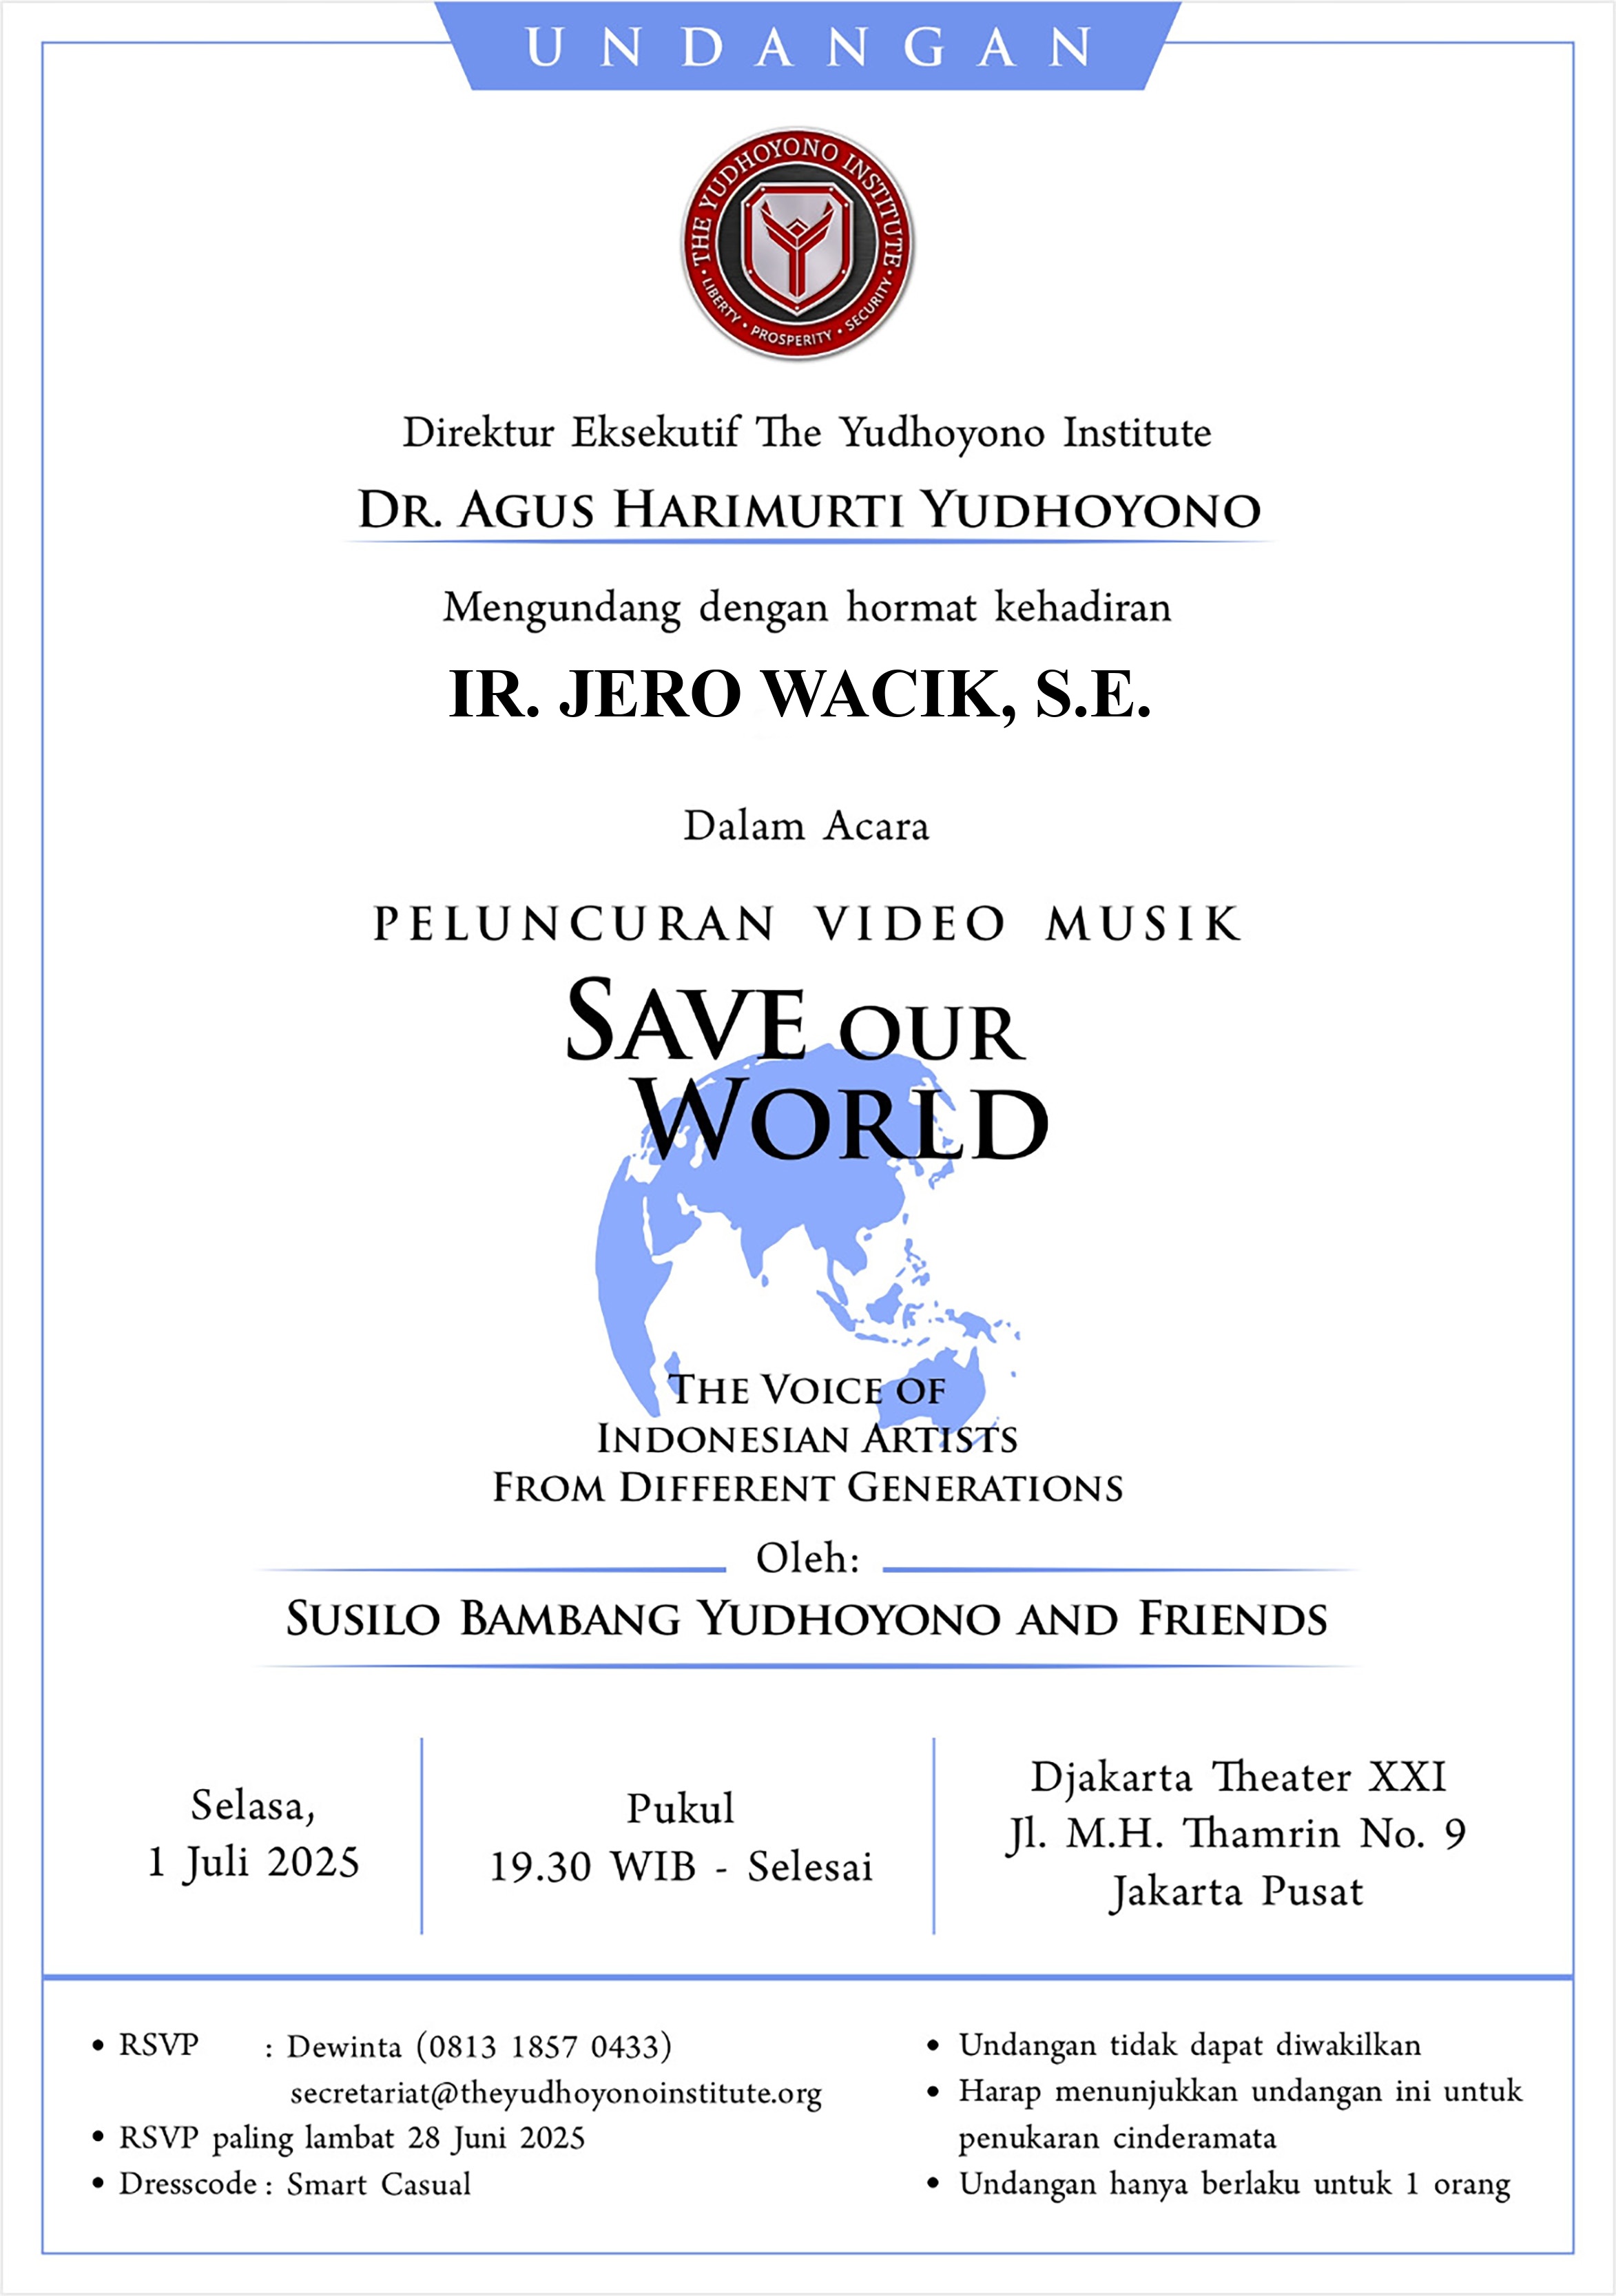 UNDANGAN
THE YUDHOYONO INSTITUTE
LIBERTY • PROSPERITY • SECURITY
Direktur Eksekutif The Yudhoyono Institute
DR. AGUS HARIMURTI YUDHOYONO
Mengundang dengan hormat kehadiran
IR. JERO WACIK, S.E.
Dalam Acara
PELUNCURAN VIDEO MUSIK
SAVE OUR
WORLD
THE VOICE OF
INDONESIAN ARTISTS
FROM DIFFERENT GENERATIONS
Oleh:
SUSILO BAMBANG YUDHOYONO AND FRIENDS
Selasa,
1 Juli 2025
Pukul
19.30 WIB - Selesai
Djakarta Theater XXI
Jl. M.H. Thamrin No. 9
Jakarta Pusat
• RSVP : Dewinta (0813 1857 0433)
secretariat@theyudhoyonoinstitute.org
• RSVP paling lambat 28 Juni 2025
• Dresscode : Smart Casual
• Undangan tidak dapat diwakilkan
• Harap menunjukkan undangan ini untuk
penukaran cinderamata
• Undangan hanya berlaku untuk 1 orang